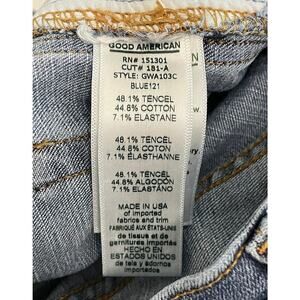 GOOD AMERICAN
RN# 151301
CUT# 181-A
STYLE: GWA103C
BLUE121
48.1% TENCEL
44.8% COTTON
7.1% ELASTANE
48.1% TENCEL
44.8% COTON
7.1% ÉLASTHANNE
48.1% TENCEL
44.8% ALGODÓN
7.1% ELASTANO
MADE IN USA
of imported
fabrics and trim
FABRIQUÉ AUX ÉTATS-UNIS
de tissus et de
garnitures importés
HECHO EN
ESTADOS UNIDOS
de tela y adornos
importados